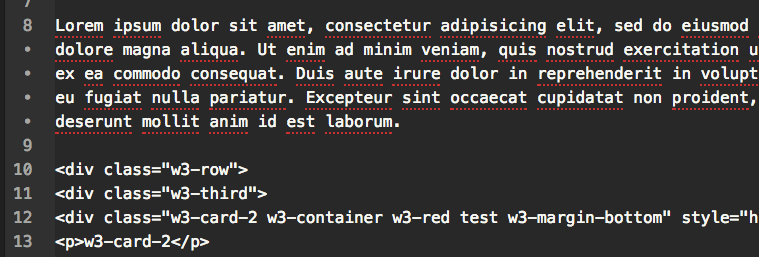 7
8 Lorem ipsum dolor sit amet, consectetur adipisicing elit, sed do eiusmod
• dolore magna aliqua. Ut enim ad minim veniam, quis nostrud exercitation u
• ex ea commodo consequat. Duis aute irure dolor in reprehenderit in volupt
• eu fugiat nulla pariatur. Excepteur sint occaecat cupidatat non proident,
• deserunt mollit anim id est laborum.
9
10 <div class="w3-row">
11 <div class="w3-third">
12 <div class="w3-card-2 w3-container w3-red test w3-margin-bottom" style="h
13 <p>w3-card-2</p>